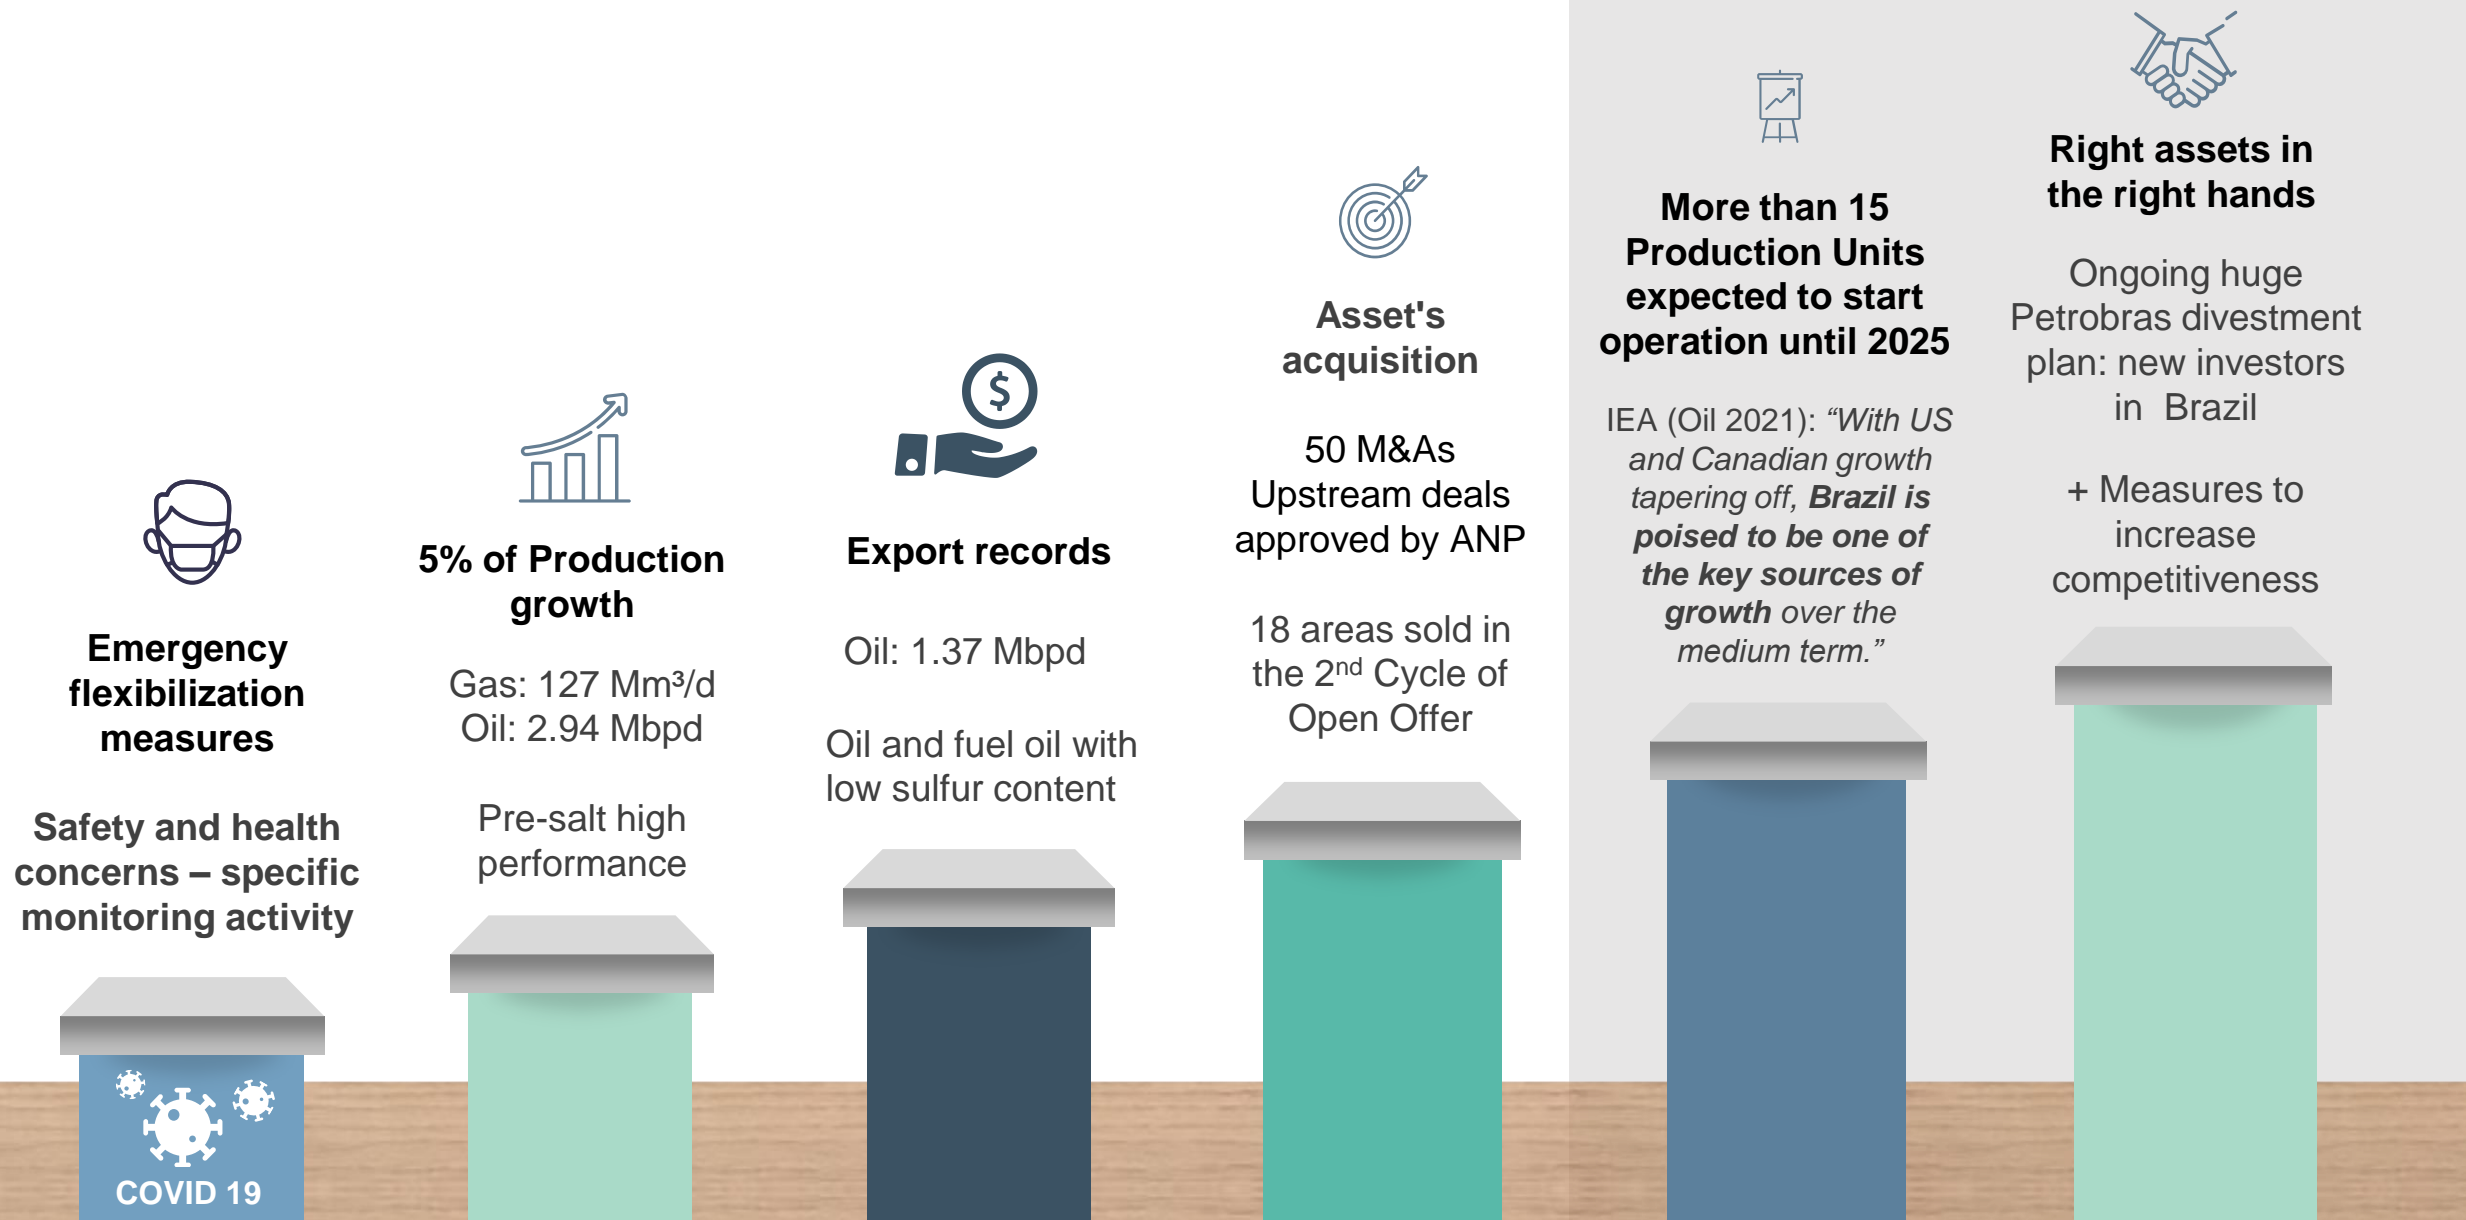 Emergency
flexibilization
measures
Safety and health
concerns – specific
monitoring activity
COVID 19
5% of Production
growth
Gas: 127 Mm³/d
Oil: 2.94 Mbpd
Pre-salt high
performance
$
Export records
Oil: 1.37 Mbpd
Oil and fuel oil with
low sulfur content
Asset's
acquisition
50 M&As
Upstream deals
approved by ANP
18 areas sold in
the 2nd Cycle of
Open Offer
More than 15
Production Units
expected to start
operation until 2025
IEA (Oil 2021): “With US
and Canadian growth
tapering off, Brazil is
poised to be one of
the key sources of
growth over the
medium term.”
Right assets in
the right hands
Ongoing huge
Petrobras divestment
plan: new investors
in Brazil
+ Measures to
increase
competitiveness